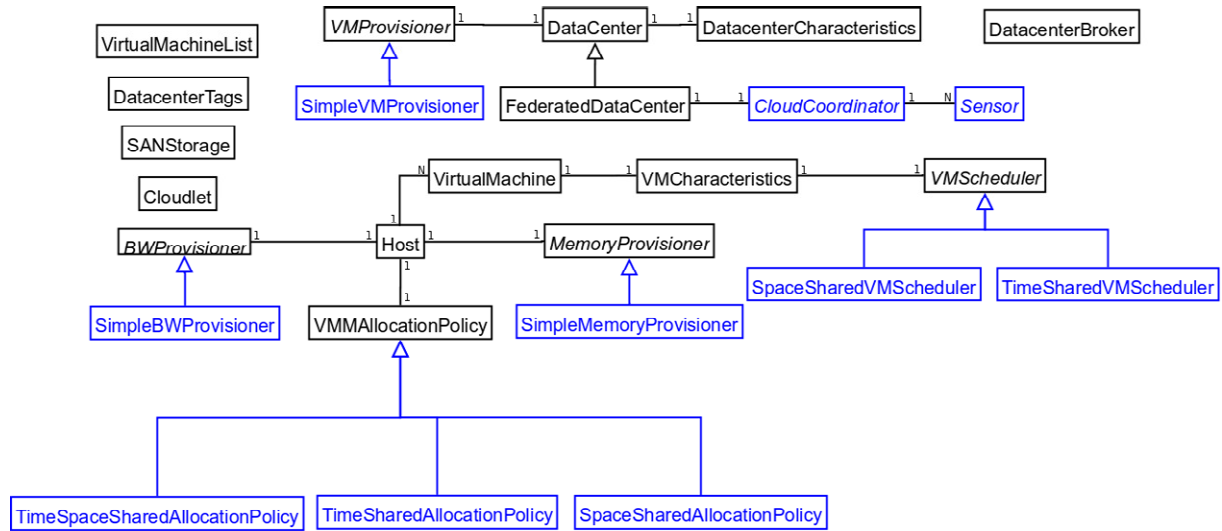 VMProvisioner 1 1 DataCenter 1 1 DatacenterCharacteristics
DatacenterBroker
VirtualMachineList
DatacenterTags
SimpleVMProvisioner
FederatedDataCenter 1 1 CloudCoordinator 1 N Sensor
SANStorage
N VirtualMachine 1 1 VMCharacteristics 1 1 VMScheduler
Cloudlet
1
BWProvisioner 1 1 Host 1 1 MemoryProvisioner
1
SpaceSharedVMScheduler
TimeSharedVMScheduler
1
SimpleBWProvisioner
VMMAllocationPolicy
SimpleMemoryProvisioner
TimeSpaceSharedAllocationPolicy
TimeSharedAllocationPolicy
SpaceSharedAllocationPolicy